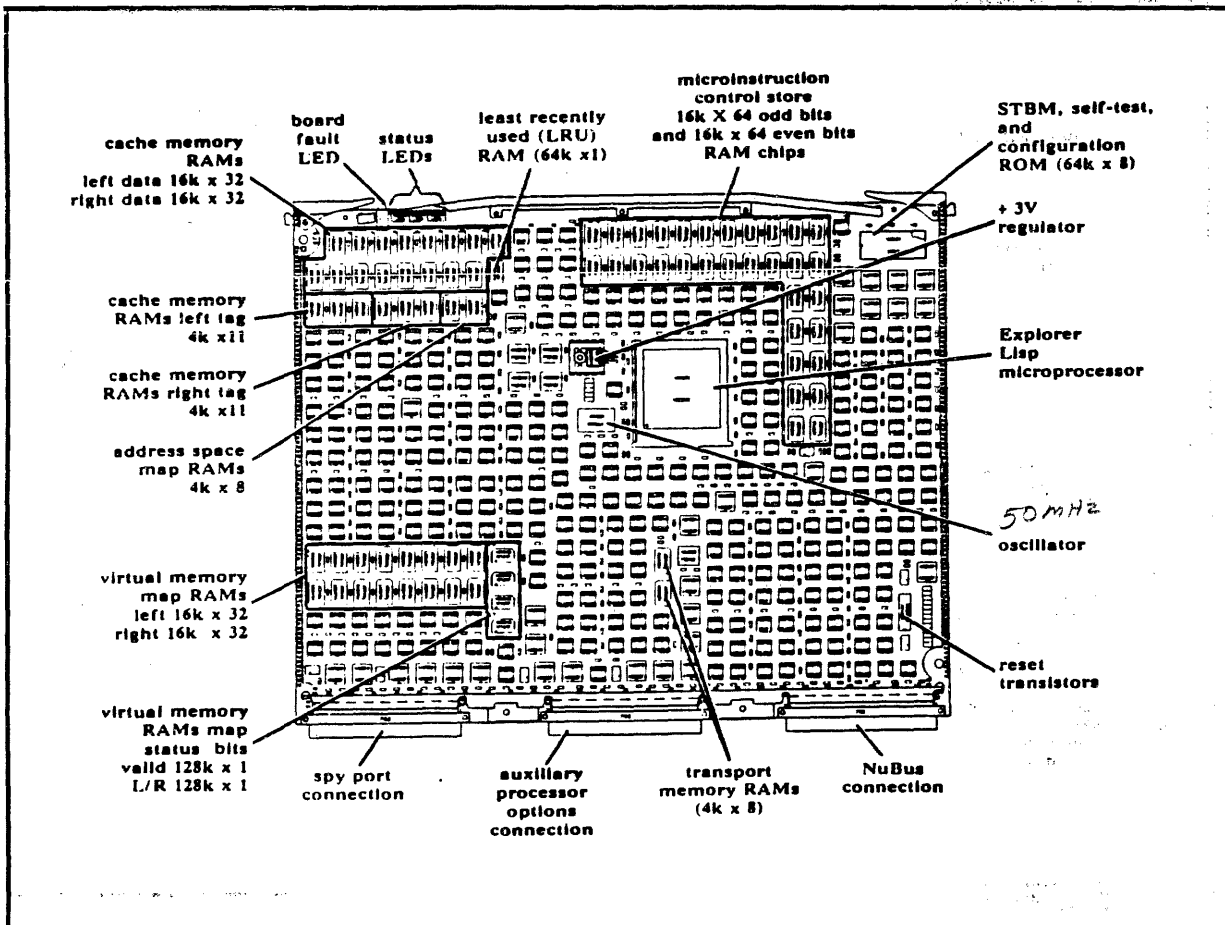 microinstruction
control store
16k X 64 odd bits
and 16k x 64 even bits
RAM chips
STBM, self-test,
and
configuration
ROM (64k x 8)
least recently
used (LRU)
RAM (64k x1)
board
fault
LED
status
LEDs
cache memory
RAMs
left data 16k x 32
right data 16k x 32
+ 3V
regulator
cache memory
RAMs left tag
4k x11
Explorer
Lisp
microprocessor
cache memory
RAMs right tag
4k x11
address space
map RAMs
4k x 8
50 MHz
oscillator
virtual memory
map RAMs
left 16k x 32
right 16k x 32
reset
transistors
virtual memory
RAMs map
status bits
valid 128k x 1
L/R 128k x 1
spy port
connection
auxiliary
processor
options
connection
transport
memory RAMs
(4k x 8)
NuBus
connection